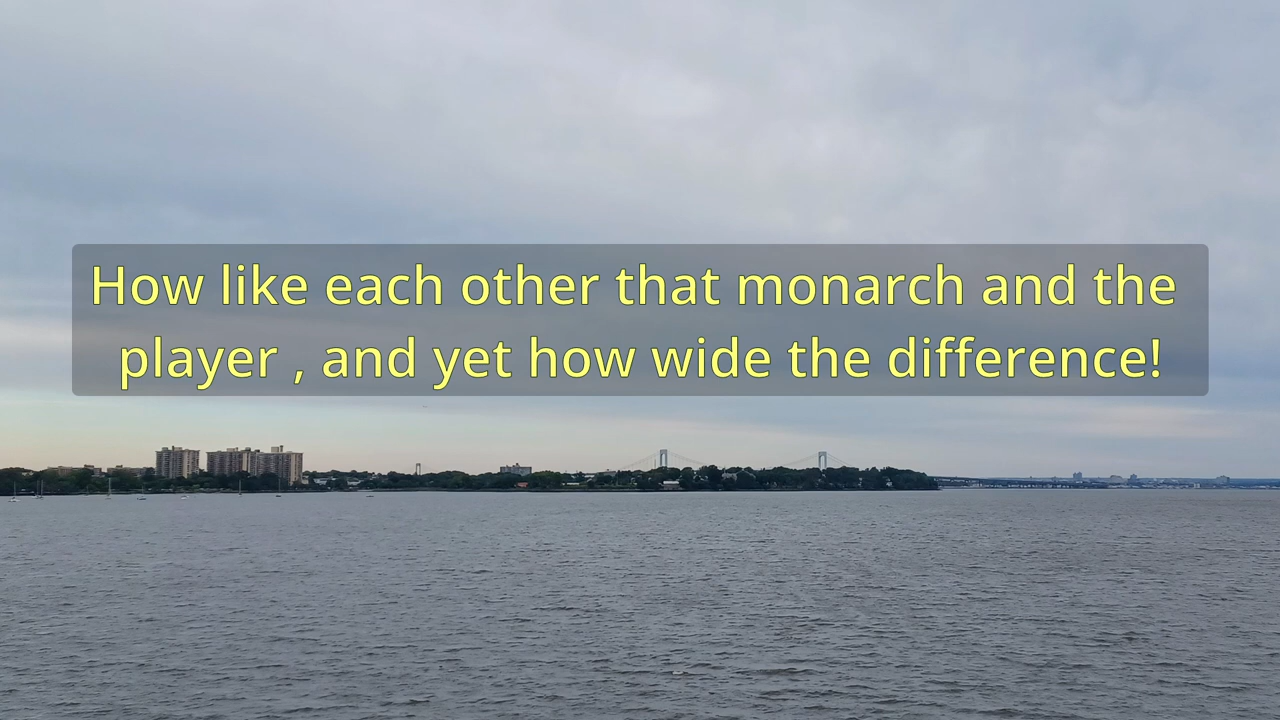 How like each other that monarch and the
player , and yet how wide the difference!